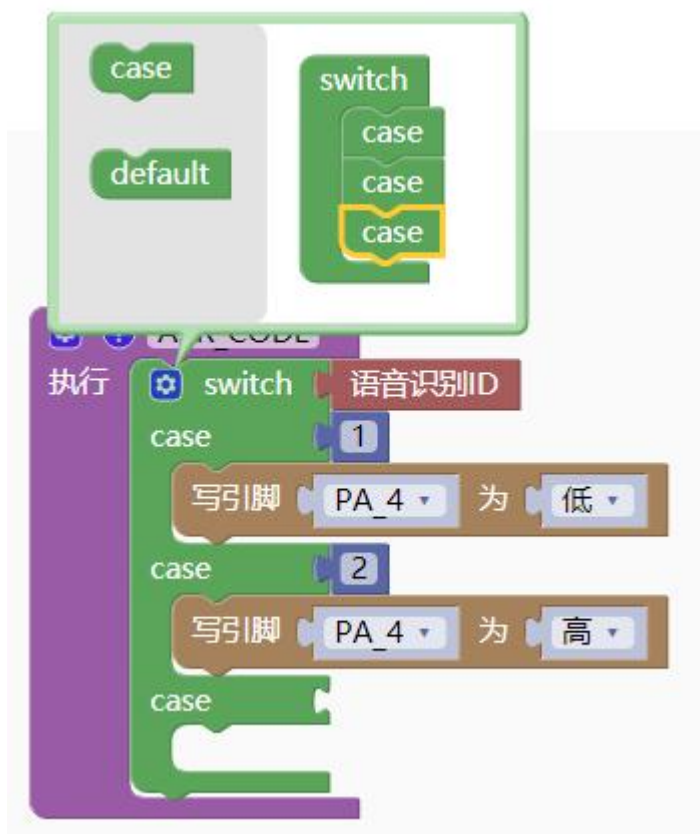 case
default
switch
case
case
case
执行 switch 语音识别ID
case 1
写引脚 PA_4 为 低
case 2
写引脚 PA_4 为 高
case